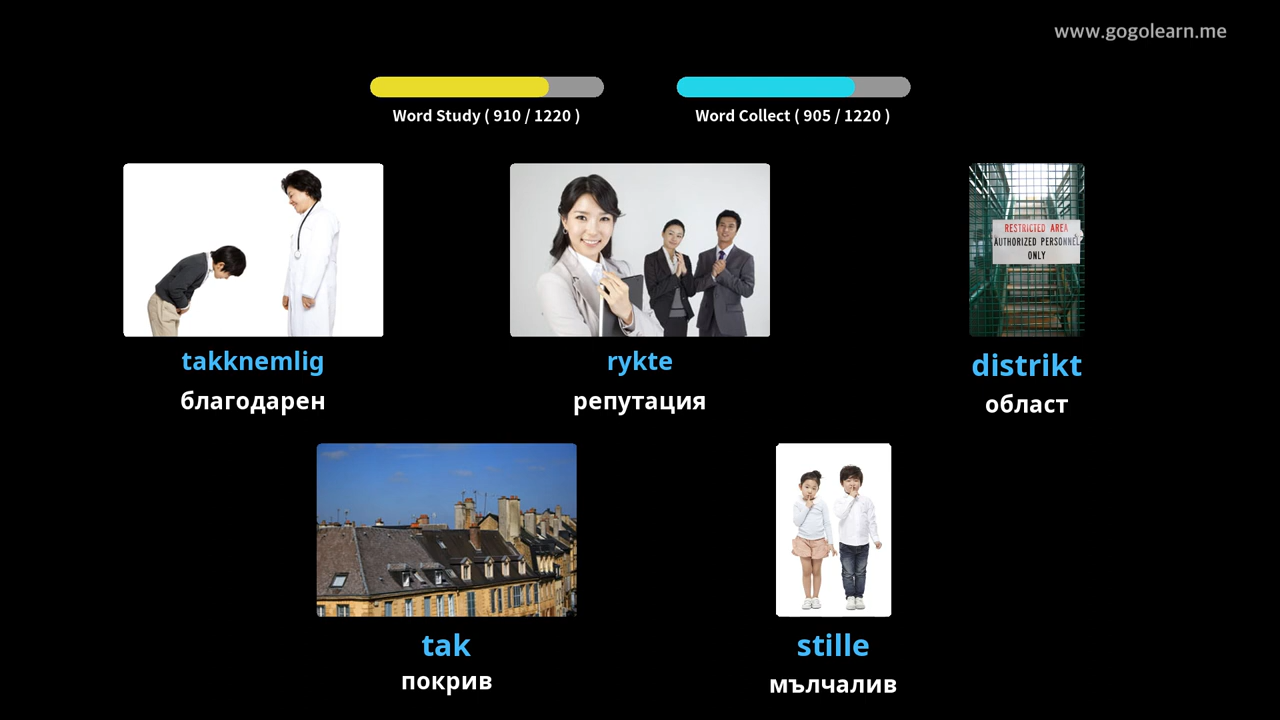 www.gogolearn.me
Word Study ( 910 / 1220 )
Word Collect ( 905 / 1220 )
RESTRICTED AREA
AUTHORIZED PERSONNEL
ONLY
takknemlig
благодарен
rykte
репутация
distrikt
област
tak
покрив
stille
мълчалив